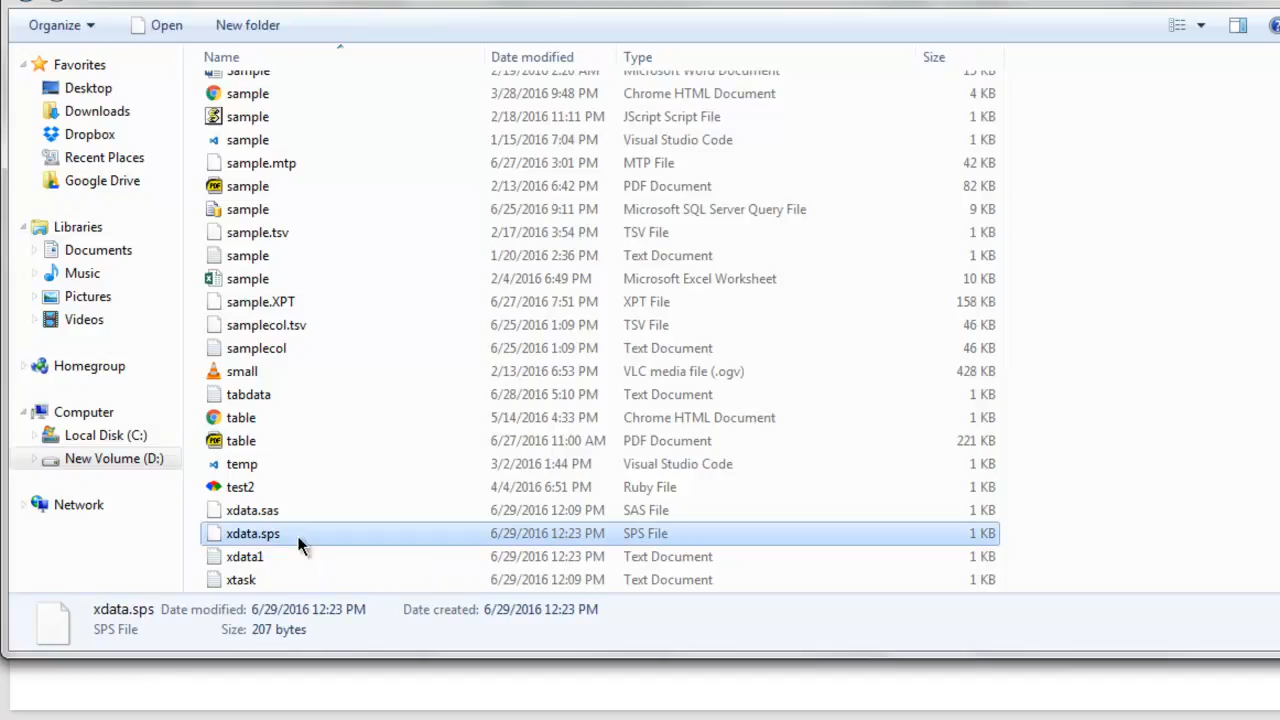 Organize Open New folder
Name Date modified Type Size
Favorites
Desktop
Downloads
Dropbox
Recent Places
Google Drive
Libraries
Documents
Music
Pictures
Videos
Homegroup
Computer
Local Disk (C:)
New Volume (D:)
Network
Sample 2/19/2016 2:20 AM Microsoft Word Document 15 KB
sample 3/28/2016 9:48 PM Chrome HTML Document 4 KB
sample 2/18/2016 11:11 PM JScript Script File 1 KB
sample 1/15/2016 7:04 PM Visual Studio Code 1 KB
sample.mtp 6/27/2016 3:01 PM MTP File 42 KB
sample 2/13/2016 6:42 PM PDF Document 82 KB
sample 6/25/2016 9:11 PM Microsoft SQL Server Query File 9 KB
sample.tsv 2/17/2016 3:54 PM TSV File 1 KB
sample 1/20/2016 2:36 PM Text Document 1 KB
sample 2/4/2016 6:49 PM Microsoft Excel Worksheet 10 KB
sample.XPT 6/27/2016 7:51 PM XPT File 158 KB
samplecol.tsv 6/25/2016 1:09 PM TSV File 46 KB
samplecol 6/25/2016 1:09 PM Text Document 46 KB
small 2/13/2016 6:53 PM VLC media file (.ogv) 428 KB
tabdata 6/28/2016 5:10 PM Text Document 1 KB
table 5/14/2016 4:33 PM Chrome HTML Document 1 KB
table 6/27/2016 11:00 AM PDF Document 221 KB
temp 3/2/2016 1:44 PM Visual Studio Code 1 KB
test2 4/4/2016 6:51 PM Ruby File 1 KB
xdata.sas 6/29/2016 12:09 PM SAS File 1 KB
xdata.sps 6/29/2016 12:23 PM SPS File 1 KB
xdata1 6/29/2016 12:23 PM Text Document 1 KB
xtask 6/29/2016 12:09 PM Text Document 1 KB
xdata.sps Date modified: 6/29/2016 12:23 PM Date created: 6/29/2016 12:23 PM
SPS File Size: 207 bytes